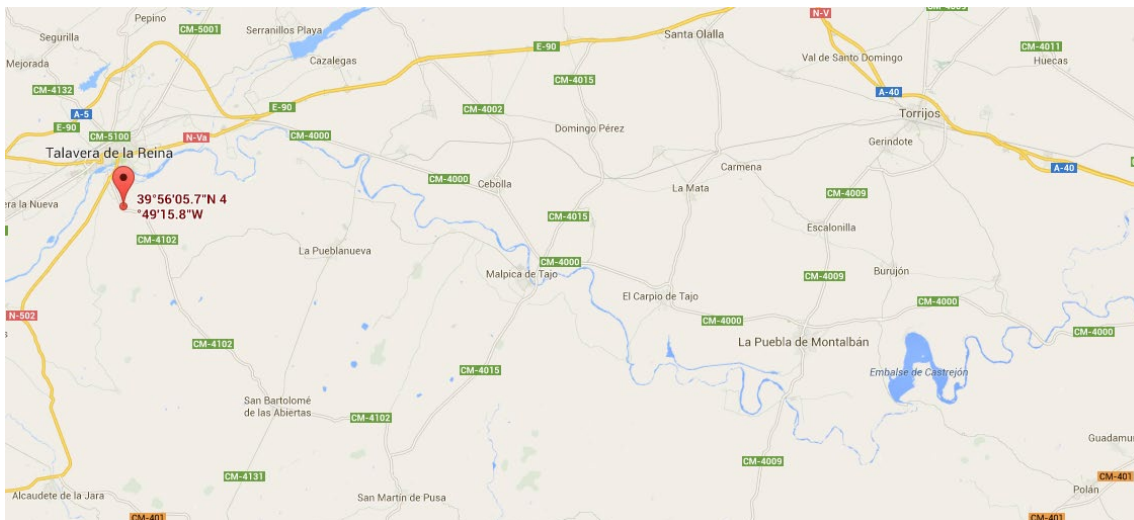 Pepino
CM-5001
Serranillos Playa
N-V
Segurilla
Santa Olalla
E-90
CM-4011
Mejorada
Cazalegas
Val de Santo Domingo
Huecas
CM-4015
CM-4132
A-40
E-90
CM-4002
A-5
Torrijos
E-90
CM-5100
N-Va
CM-4000
Domingo Pérez
Gerindote
Talavera de la Reina
Carmena
A-40
CM-4000
Cebolla
La Mata
CM-4009
39°56'05.7"N 4
°49'15.8"W
era la Nueva
CM-4015
Escalonilla
CM-4102
La Pueblanueva
CM-4000
Malpica de Tajo
CM-4009
Burujón
El Carpio de Tajo
CM-4000
N-502
CM-4000
CM-4000
CM-4102
La Puebla de Montalbán
CM-4015
Embalse de Castrejón
San Bartolomé
de las Abiertas
CM-4102
Guadamur
CM-4009
CM-4131
CM-401
Alcaudete de la Jara
San Martín de Pusa
Polán
CM-401
CM-401